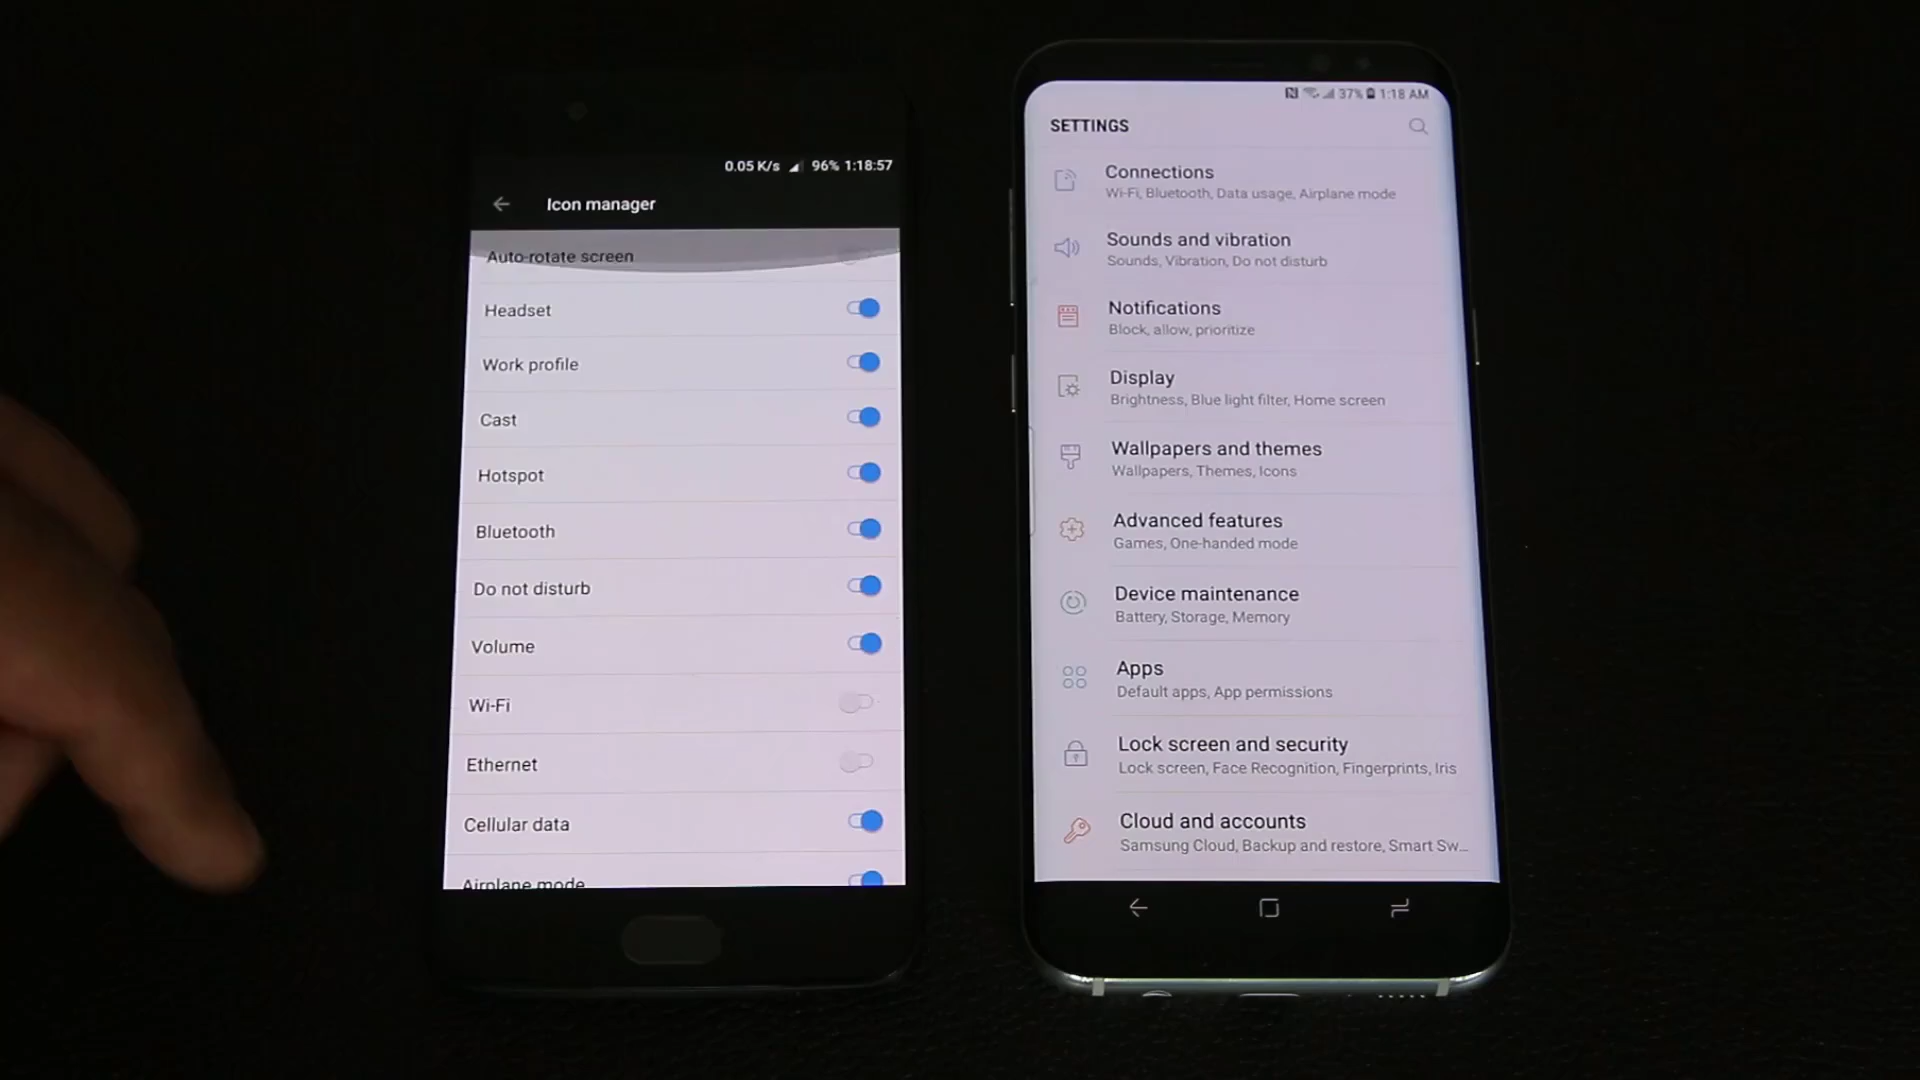 0.05 K/s 96% 1:18:57
Icon manager
Auto-rotate screen
Headset
Work profile
Cast
Hotspot
Bluetooth
Do not disturb
Volume
Wi-Fi
Ethernet
Cellular data
Airplane mode
37% 1:18 AM
SETTINGS
Connections
Wi-Fi, Bluetooth, Data usage, Airplane mode
Sounds and vibration
Sounds, Vibration, Do not disturb
Notifications
Block, allow, prioritize
Display
Brightness, Blue light filter, Home screen
Wallpapers and themes
Wallpapers, Themes, Icons
Advanced features
Games, One-handed mode
Device maintenance
Battery, Storage, Memory
Apps
Default apps, App permissions
Lock screen and security
Lock screen, Face Recognition, Fingerprints, Iris
Cloud and accounts
Samsung Cloud, Backup and restore, Smart Sw...